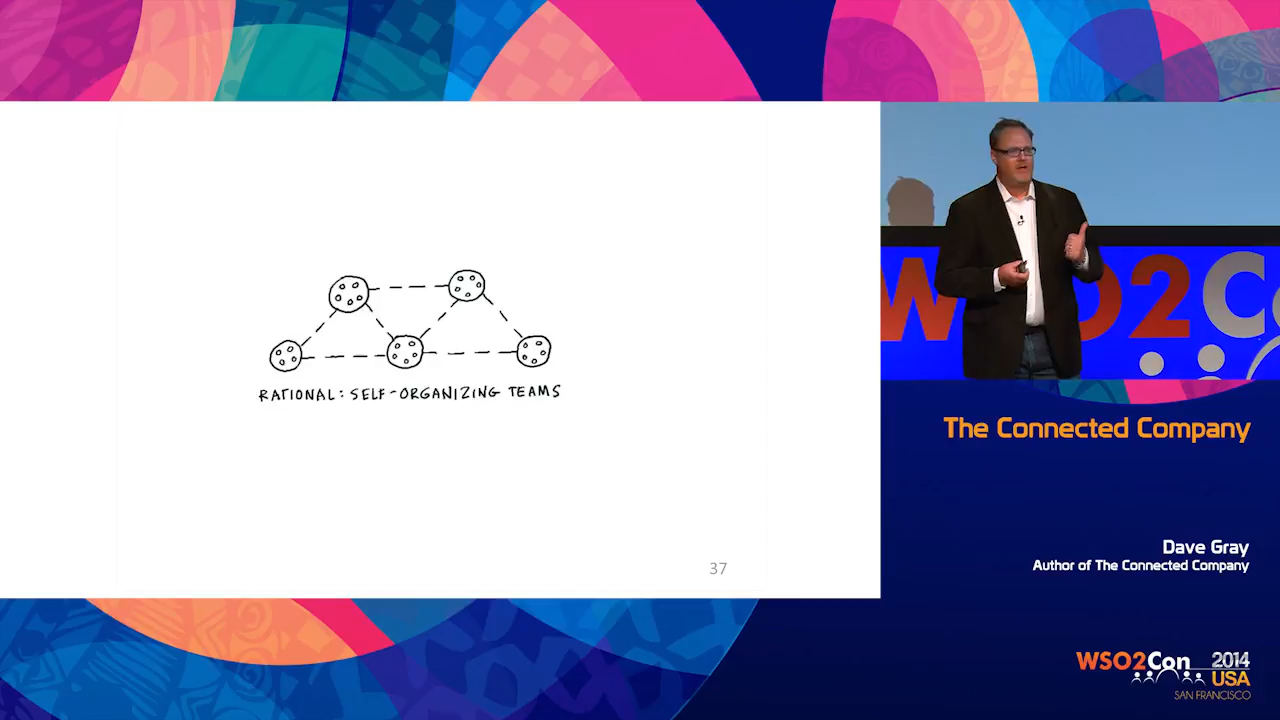 RATIONAL: SELF-ORGANIZING TEAMS
37
WSO2Co
The Connected Company
Dave Gray
Author of The Connected Company
WSO2Con 2014
USA
SAN FRANCISCO